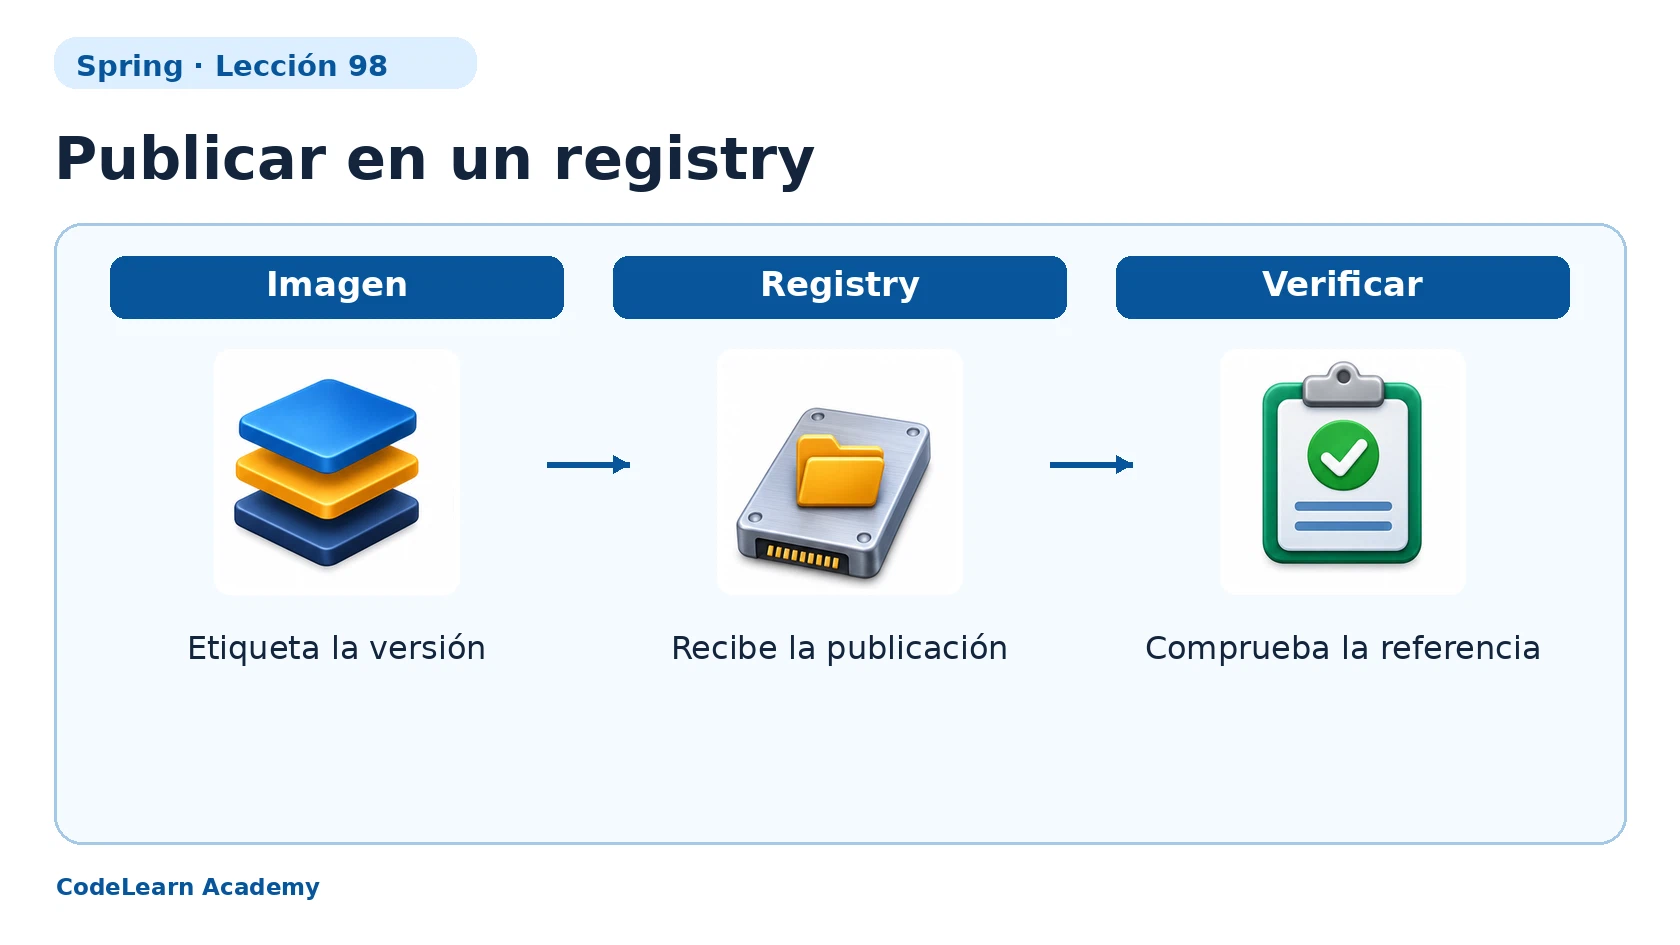 Spring · Lección 98
Publicar en un registry
Imagen
Registry
Verificar
Etiqueta la versión
Recibe la publicación
Comprueba la referencia
CodeLearn Academy